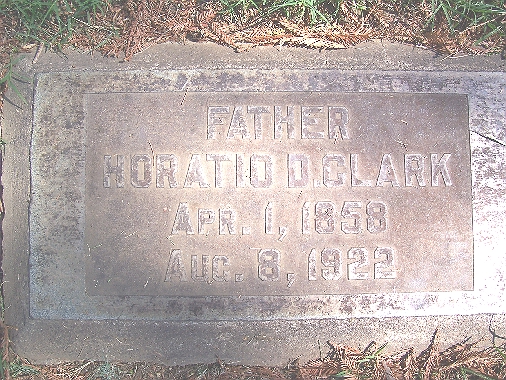 FATHER
HORATIO D. CLARK
APR. 1, 1858
AUG. 8, 1922